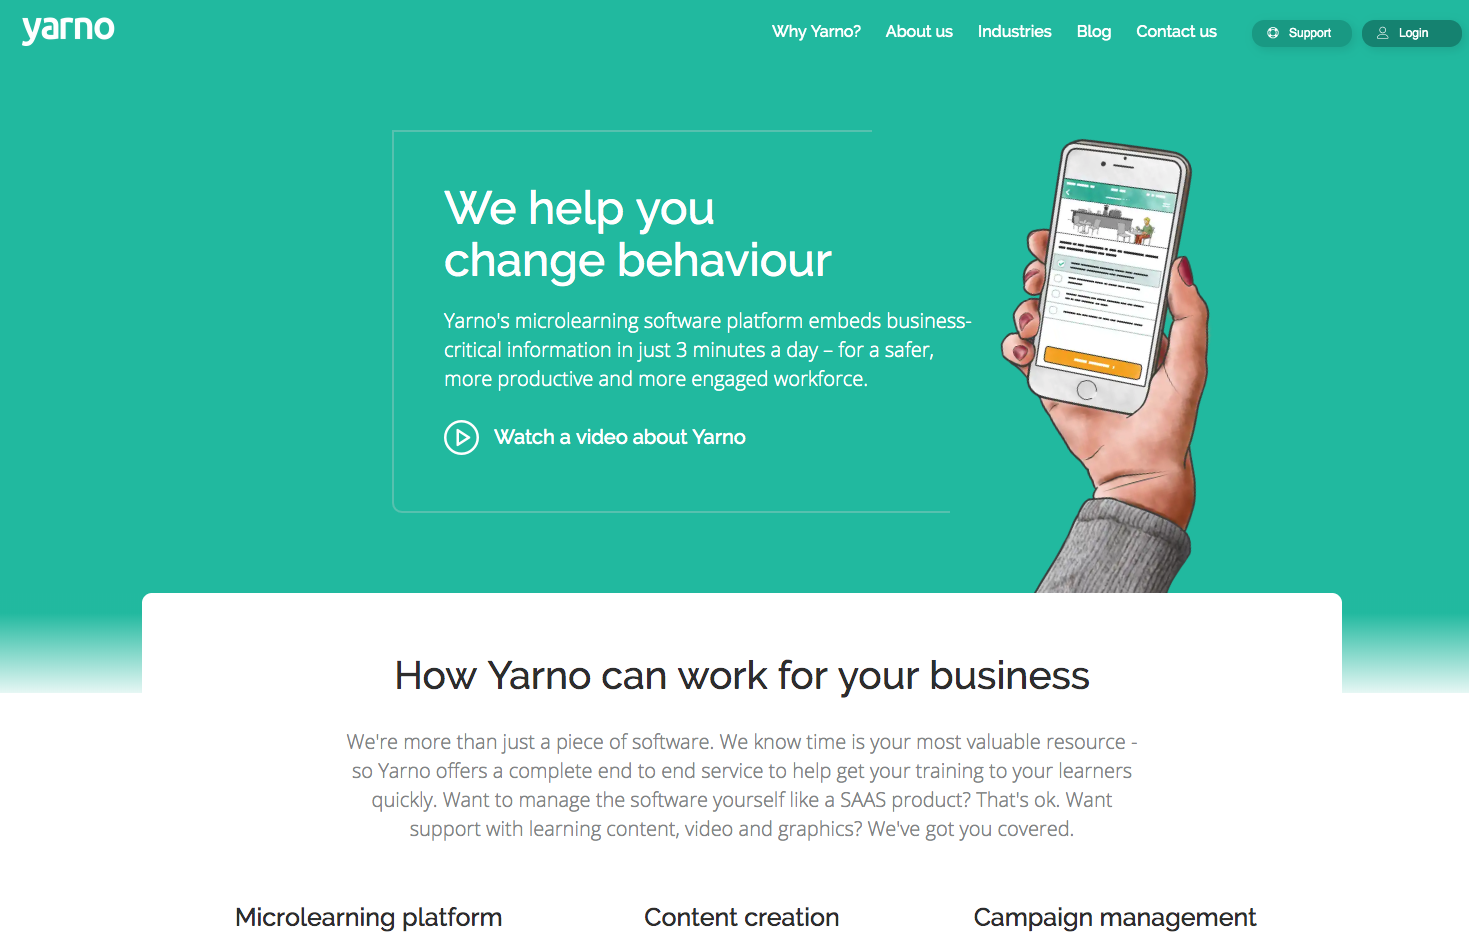 yarno
Why Yarno?
About us
Industries
Blog
Contact us
Support
Login
We help you
change behaviour
Yarno's microlearning software platform embeds business-
critical information in just 3 minutes a day – for a safer,
more productive and more engaged workforce.
Watch a video about Yarno
How Yarno can work for your business
We're more than just a piece of software. We know time is your most valuable resource -
so Yarno offers a complete end to end service to help get your training to your learners
quickly. Want to manage the software yourself like a SAAS product? That's ok. Want
support with learning content, video and graphics? We've got you covered.
Microlearning platform
Content creation
Campaign management